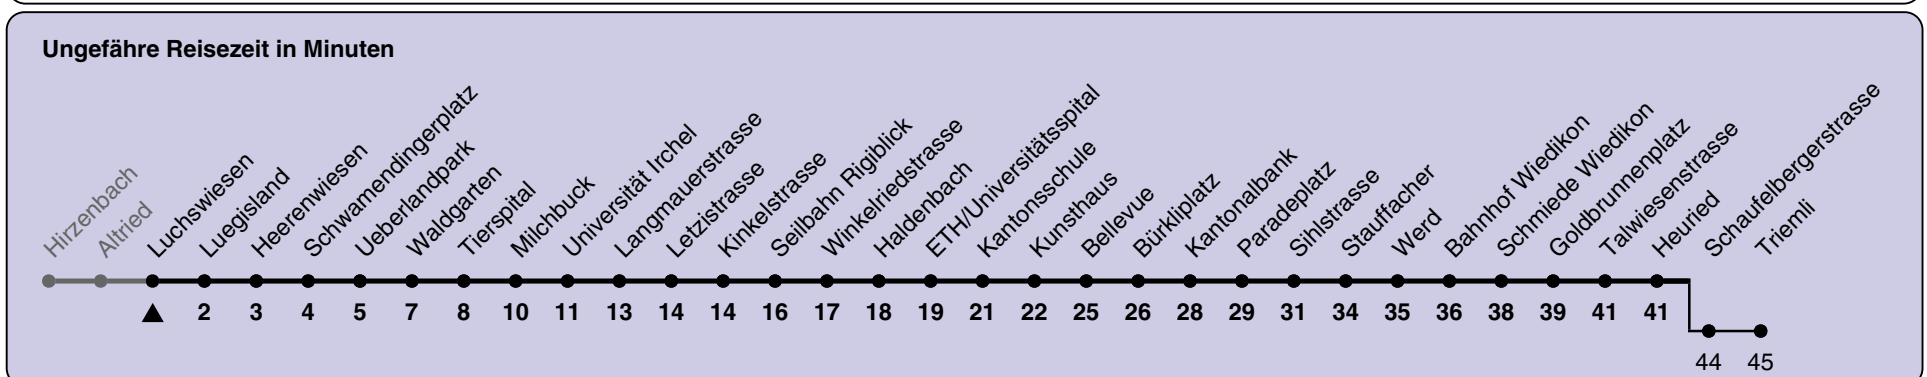 Ungefähre Reisezeit in Minuten
Hirzenbach
Altried
Luchswiesen
Luegisland
Heerenwiesen
Schwamendingerplatz
Ueberlandpark
Waldgarten
Tierspital
Milchbuck
Universität Irchel
Langmauerstrasse
Letzistrasse
Kinkelstrasse
Seilbahn Rigiblick
Winkelriedstrasse
Haldenbach
ETH/Universitätsspital
Kantonsschule
Kunsthaus
Bellevue
Bürkliplatz
Kantonalbank
Paradeplatz
Sihlstrasse
Stauffacher
Werd
Bahnhof Wiedikon
Schmiede Wiedikon
Goldbrunnenplatz
Talwiesenstrasse
Heuried
Schaufelbergerstrasse
Triemli
2 3 4 5 7 8 10 11 13 14 14 16 17 18 19 21 22 25 26 28 29 31 34 35 36 38 39 41 41
44 45